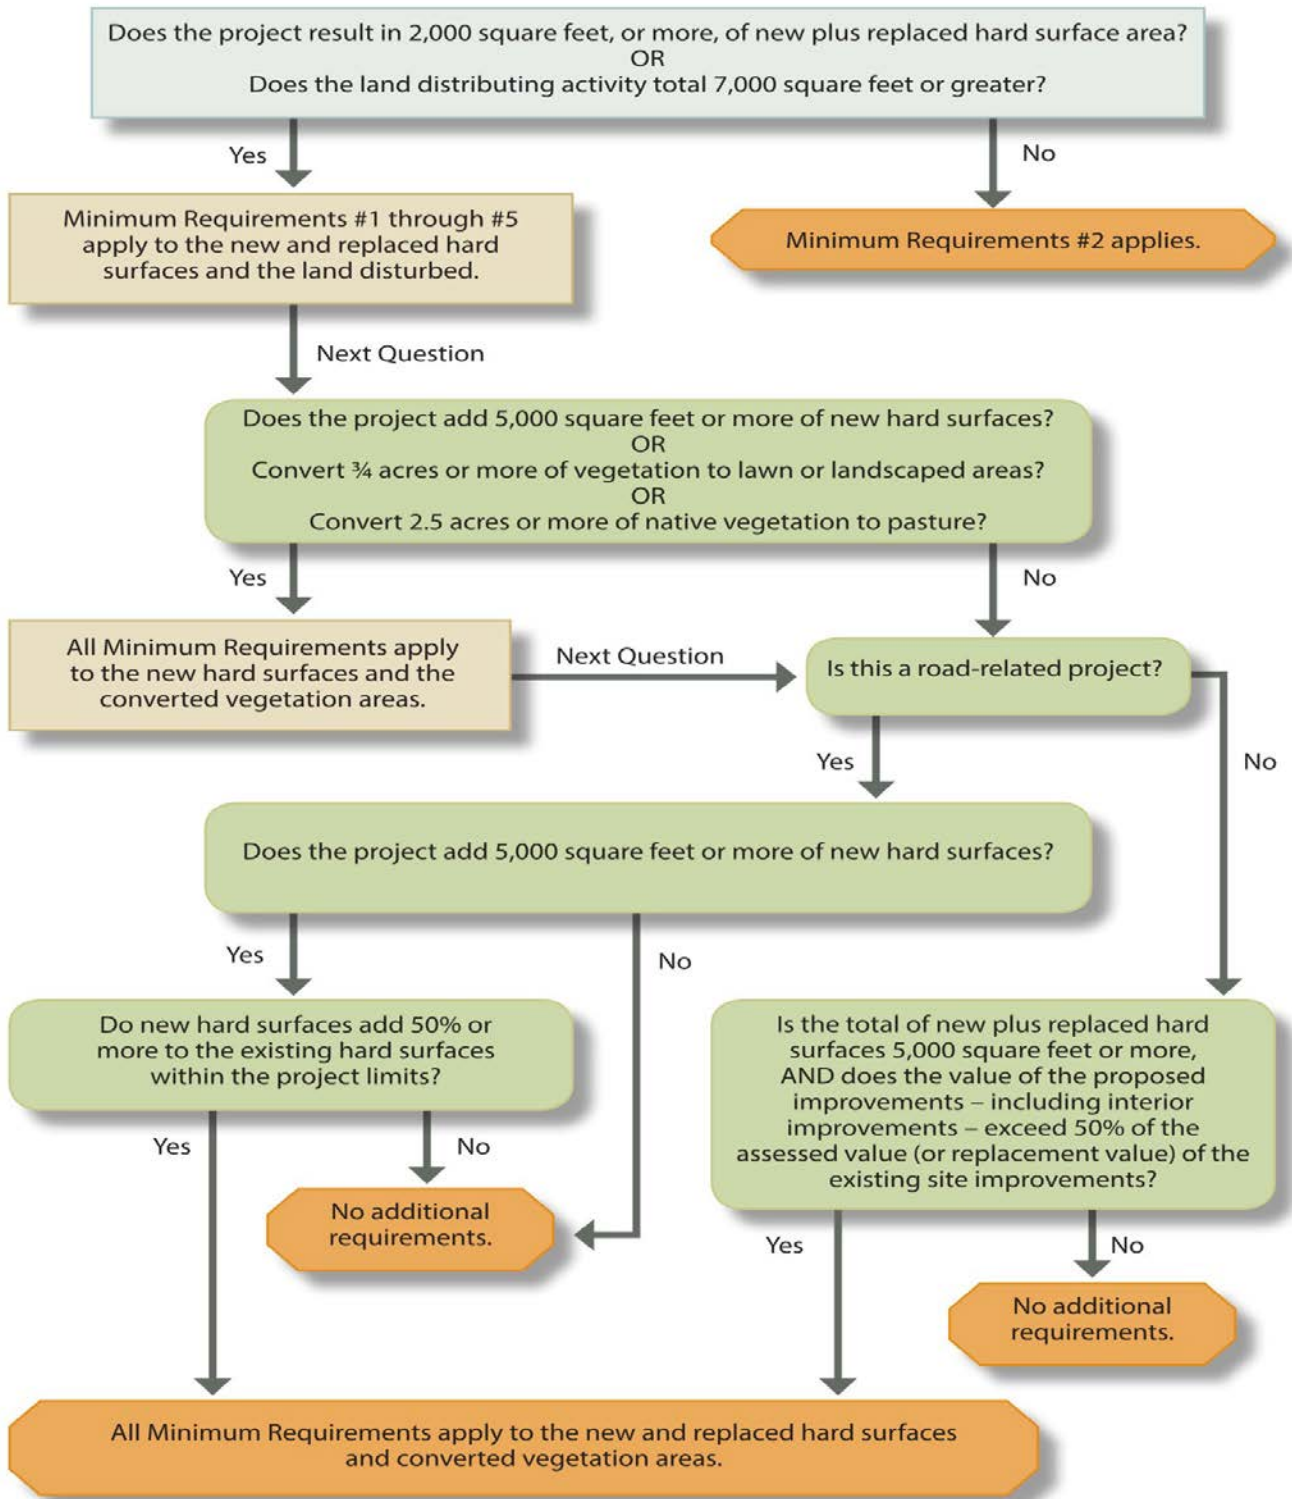 Does the project result in 2,000 square feet, or more, of new plus replaced hard surface area?
OR
Does the land distributing activity total 7,000 square feet or greater?
Yes
No
Minimum Requirements #1 through #5
apply to the new and replaced hard
surfaces and the land disturbed.
Minimum Requirements #2 applies.
Next Question
Does the project add 5,000 square feet or more of new hard surfaces?
OR
Convert ¾ acres or more of vegetation to lawn or landscaped areas?
OR
Convert 2.5 acres or more of native vegetation to pasture?
Yes
No
All Minimum Requirements apply
to the new hard surfaces and the
converted vegetation areas.
Next Question
Is this a road-related project?
Yes
No
Does the project add 5,000 square feet or more of new hard surfaces?
Yes
No
Do new hard surfaces add 50% or
more to the existing hard surfaces
within the project limits?
Is the total of new plus replaced hard
surfaces 5,000 square feet or more,
AND does the value of the proposed
improvements – including interior
improvements – exceed 50% of the
assessed value (or replacement value) of the
existing site improvements?
Yes
No
No additional
requirements.
Yes
No
No additional
requirements.
All Minimum Requirements apply to the new and replaced hard surfaces
and converted vegetation areas.